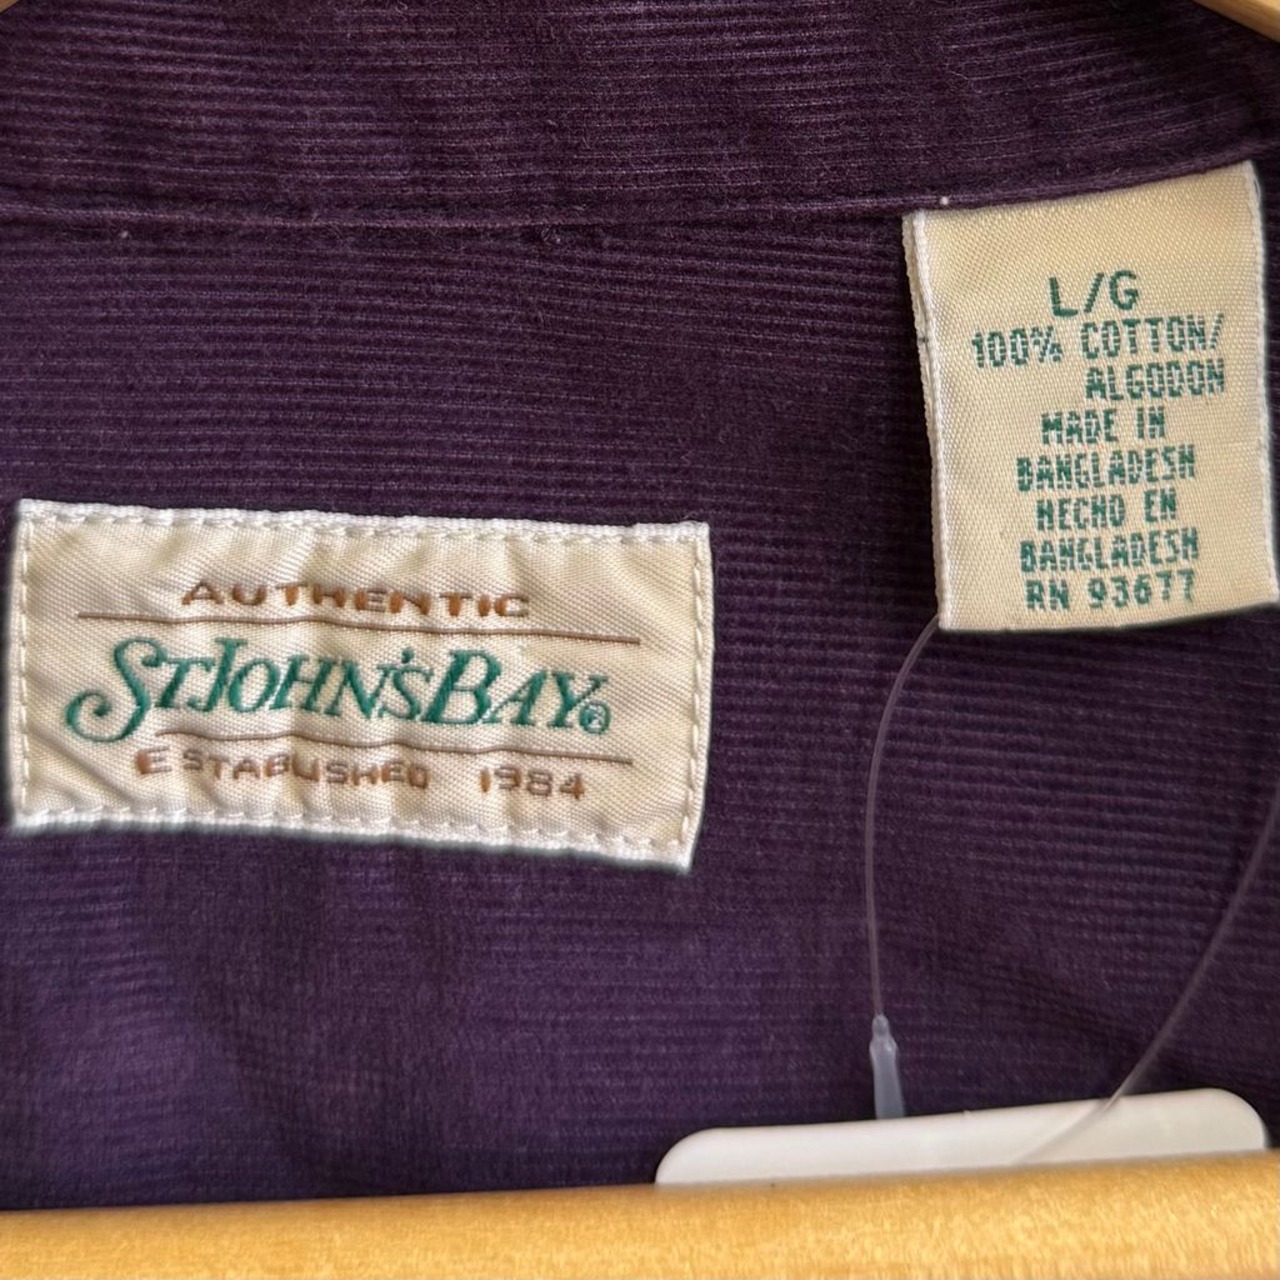 AUTHENTIC
ST. JOHN'S BAY®
ESTABLISHED 1984
L/G
100% COTTON/
ALGODON
MADE IN
BANGLADESH
HECHO EN
BANGLADESH
RN 93677